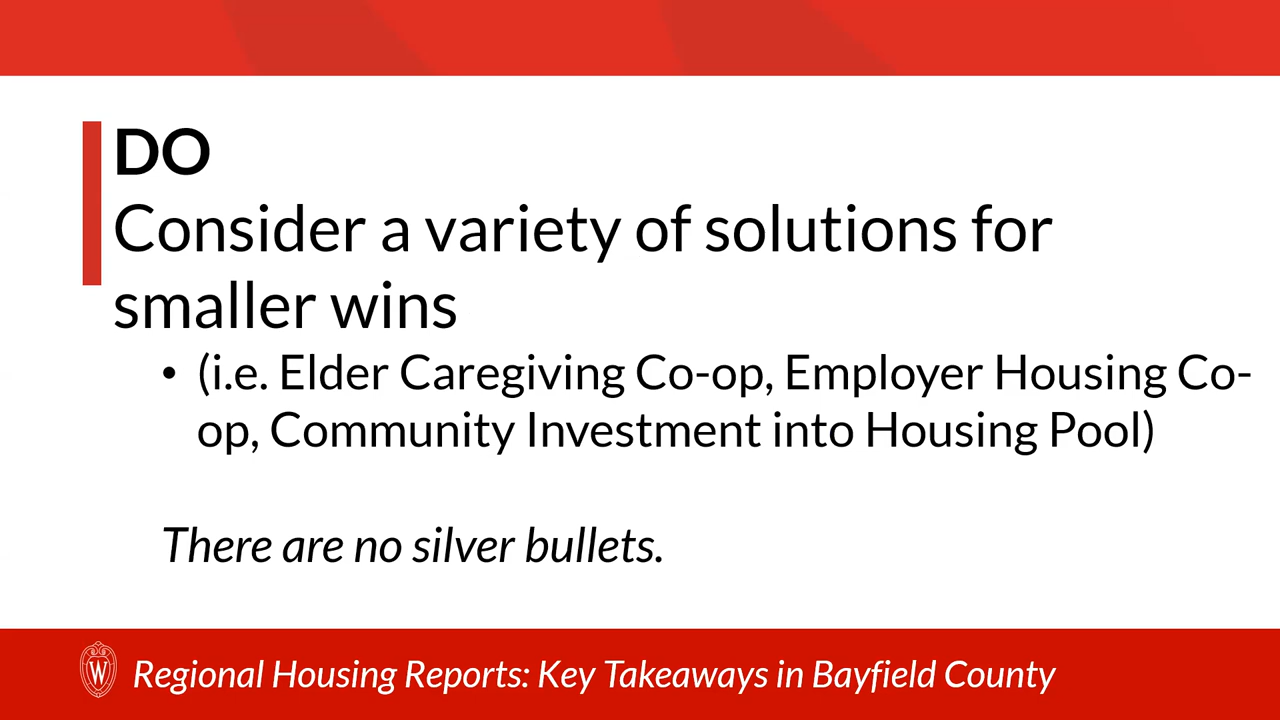 DO
Consider a variety of solutions for
smaller wins
• (i.e. Elder Caregiving Co-op, Employer Housing Co-
op, Community Investment into Housing Pool)
There are no silver bullets.
W
Regional Housing Reports: Key Takeaways in Bayfield County